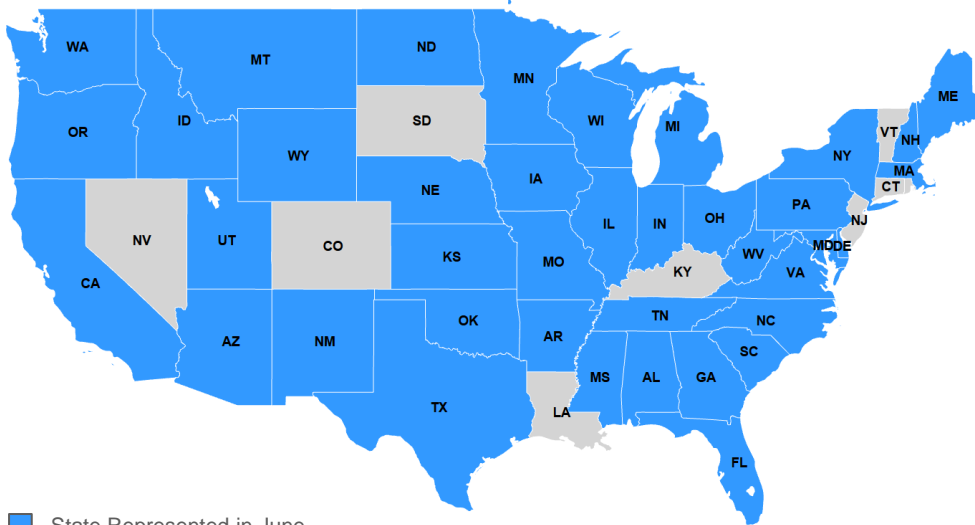 WA
MT
ND
MN
ME
OR
ID
SD
WI
MI
VT
NH
WY
NY
MA
NE
IA
CT
PA
NJ
NV
UT
CO
IL
IN
OH
MD
DE
CA
KS
MO
WV
VA
KY
AZ
NM
OK
AR
TN
NC
SC
MS
AL
GA
TX
LA
FL
State Represented in June